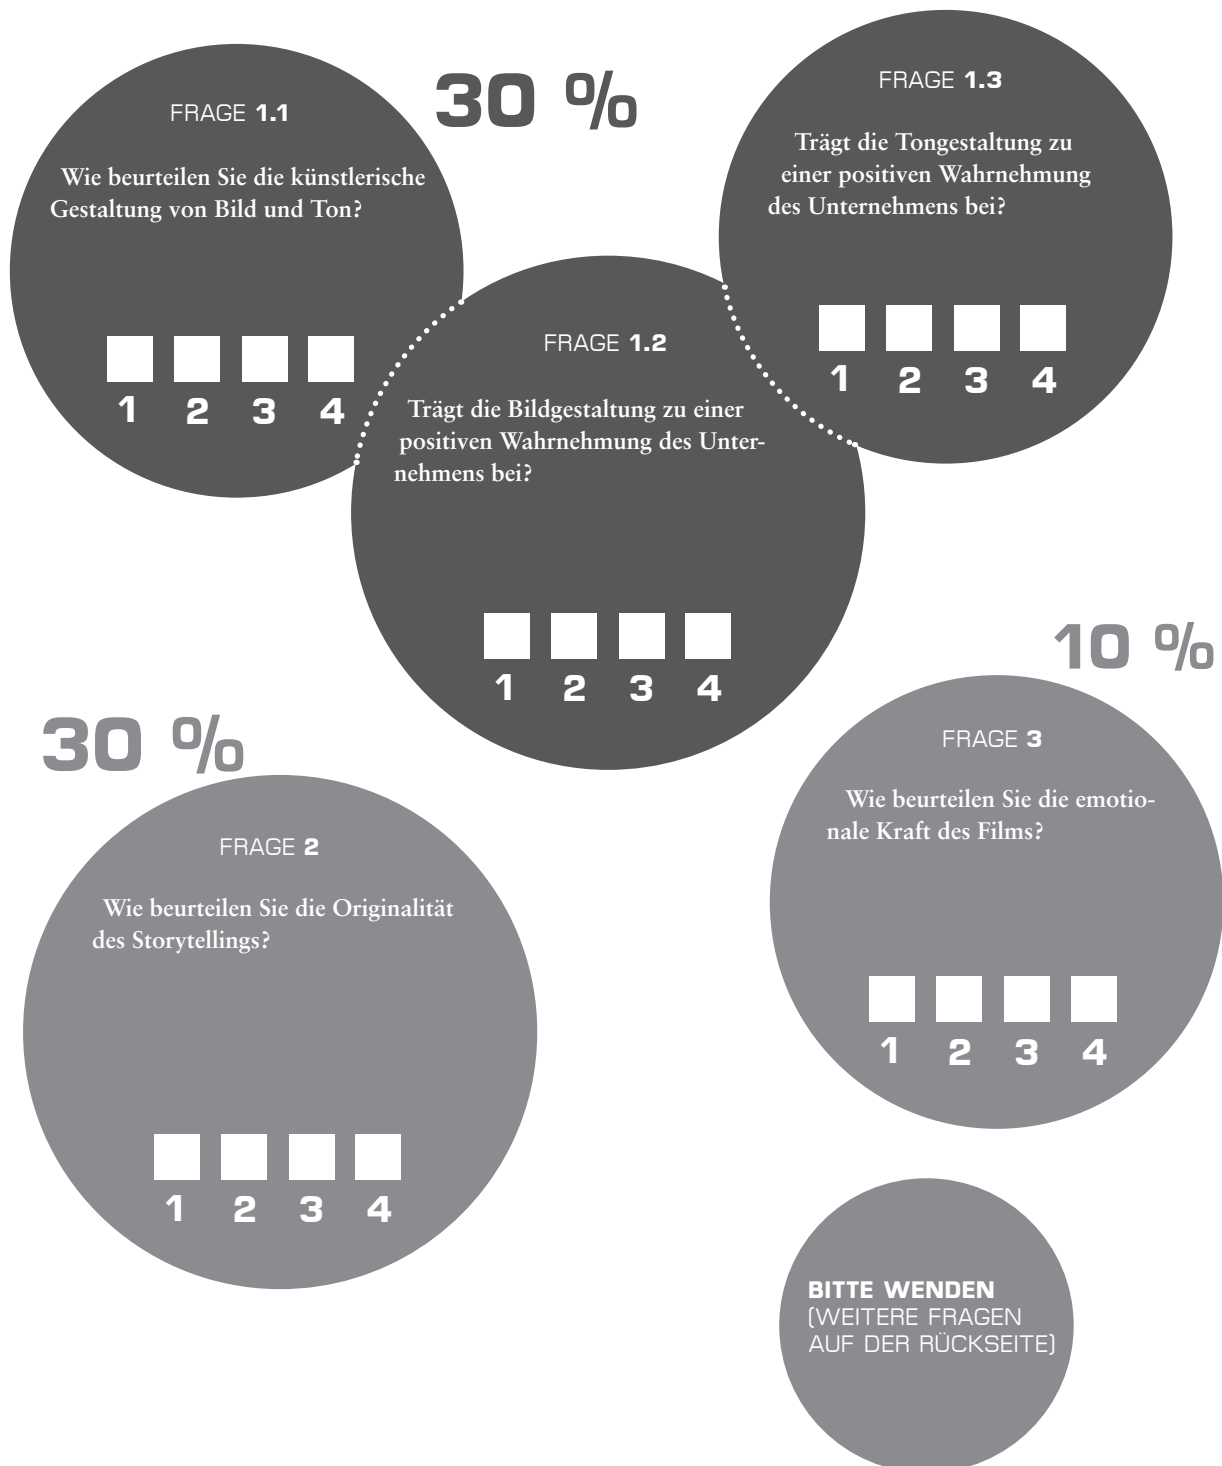 30 %
FRAGE 1.1
Wie beurteilen Sie die künstlerische
Gestaltung von Bild und Ton?
1 2 3 4
FRAGE 1.2
Trägt die Bildgestaltung zu einer
positiven Wahrnehmung des Unter-
nehmens bei?
1 2 3 4
FRAGE 1.3
Trägt die Tongestaltung zu
einer positiven Wahrnehmung
des Unternehmens bei?
1 2 3 4
30 %
FRAGE 2
Wie beurteilen Sie die Originalität
des Storytellings?
1 2 3 4
10 %
FRAGE 3
Wie beurteilen Sie die emotio-
nale Kraft des Films?
1 2 3 4
BITTE WENDEN
(WEITERE FRAGEN
AUF DER RÜCKSEITE)